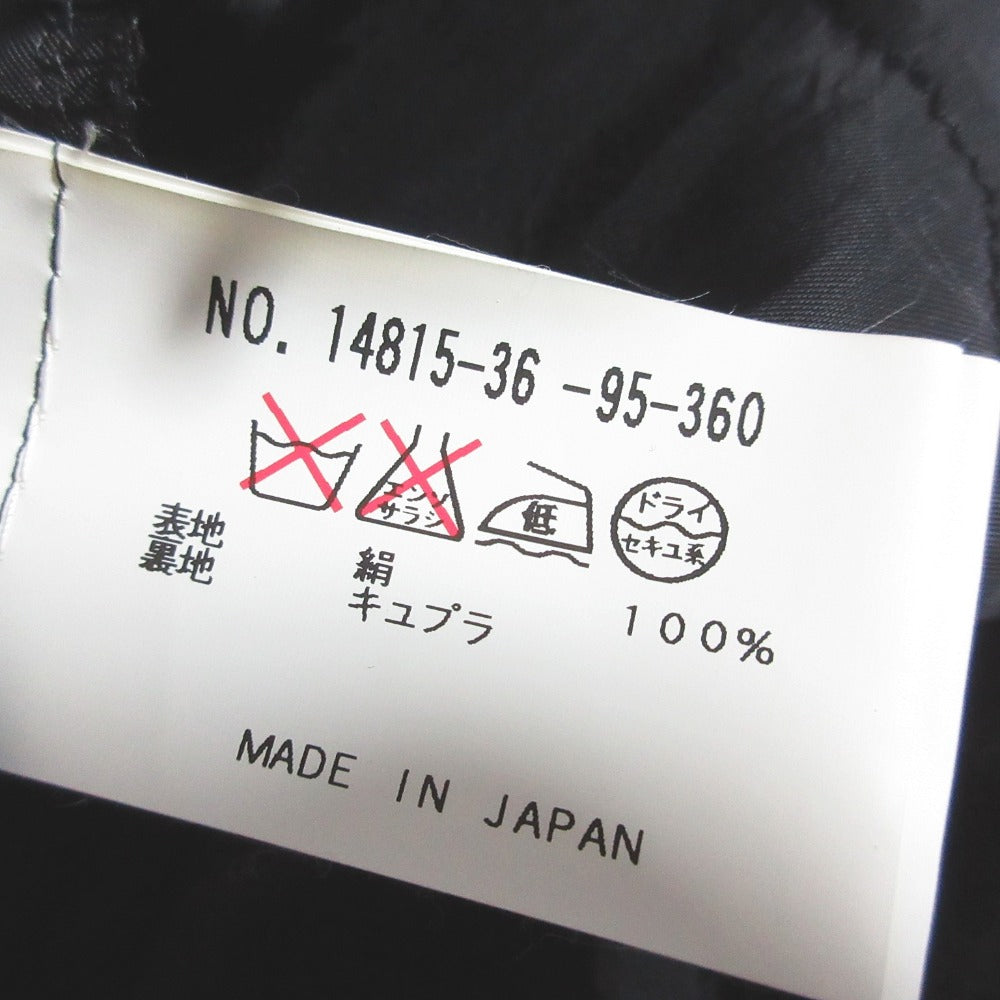 NO. 14815-36 -95-360
エンソ サラシ 低 ドライ セキユ系
表地 絹
裏地 キュプラ 100%
MADE IN JAPAN